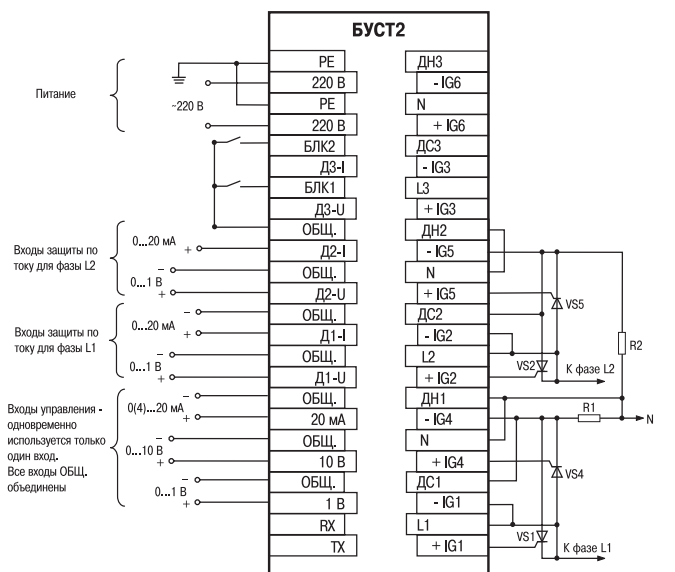 БУСТ2
Питание
~220 В
PE
220 В
PE
220 В
БЛК2
Д3-I
БЛК1
Д3-U
ОБЩ.
Д2-I
ОБЩ.
Д2-U
ОБЩ.
Д1-I
ОБЩ.
Д1-U
ОБЩ.
20 мА
ОБЩ.
10 В
ОБЩ.
1 В
RX
TX
Входы защиты по
току для фазы L2
0...20 мА +
–
0...1 В
+
Входы защиты по
току для фазы L1
–
0...20 мА
+
–
0...1 В
+
Входы управления -
одновременно
используется только
один вход.
Все входы ОБЩ.
объединены
–
0(4)...20 мА
+
–
0...10 В
+
–
0...1 В
+
ДН3
- IG6
N
+ IG6
ДС3
- IG3
L3
+ IG3
ДН2
- IG5
N
+ IG5
ДС2
- IG2
L2
+ IG2
ДН1
- IG4
N
+ IG4
ДС1
- IG1
L1
+ IG1
VS5
R2
VS2
К фазе L2
R1
N
VS4
VS1
К фазе L1